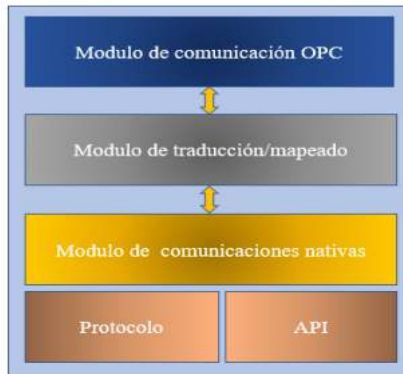 Modulo de comunicación OPC
Modulo de traducción/mapeado
Modulo de  comunicaciones nativas
Protocolo
API